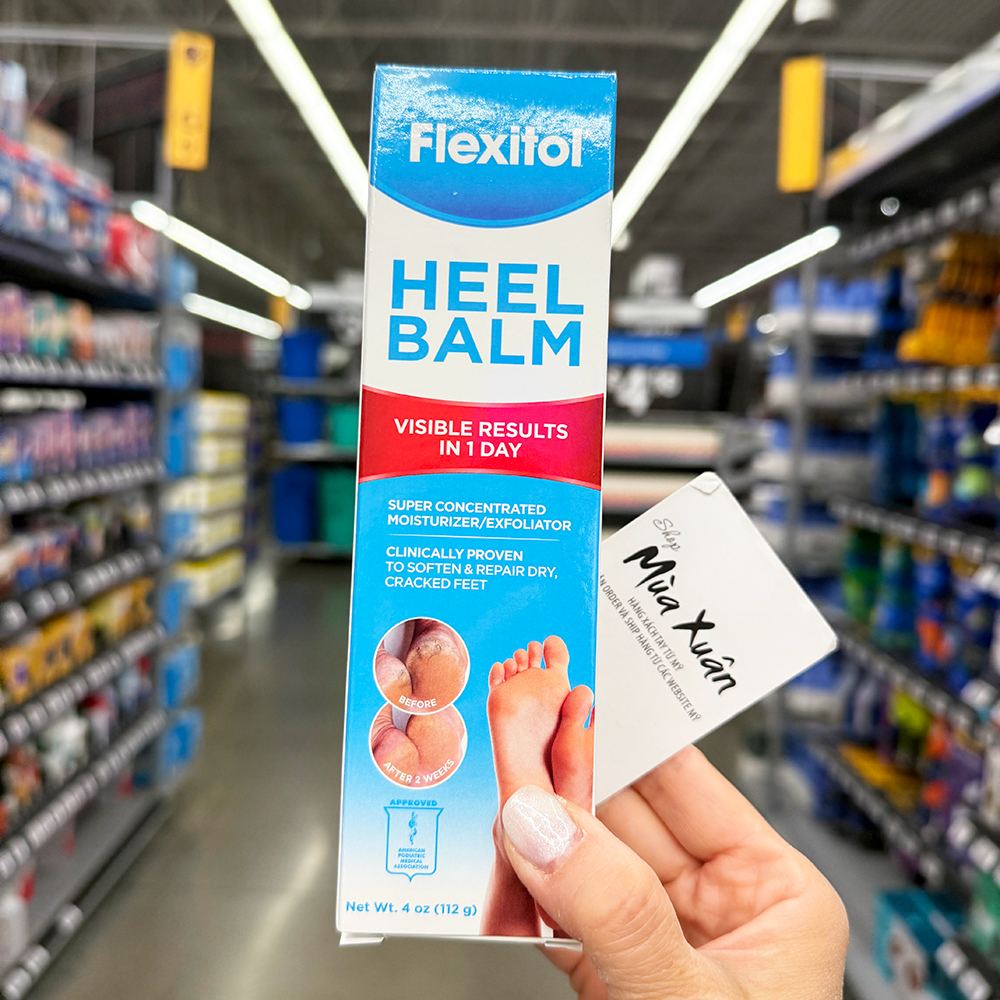 Flexitol
HEEL
BALM
VISIBLE RESULTS
IN 1 DAY
SUPER CONCENTRATED
MOISTURIZER/EXFOLIATOR
CLINICALLY PROVEN
TO SOFTEN & REPAIR DRY,
CRACKED FEET
BEFORE
AFTER 2 WEEKS
APPROVED
AMERICAN
PODIATRIC
MEDICAL
ASSOCIATION
Net Wt. 4 oz (112 g)
Shop
Mùa Xuân
HÀNG XÁCH TAY TỪ MỸ
ORDER VÀ SHIP HÀNG TỪ CÁC WEBSITE MỸ